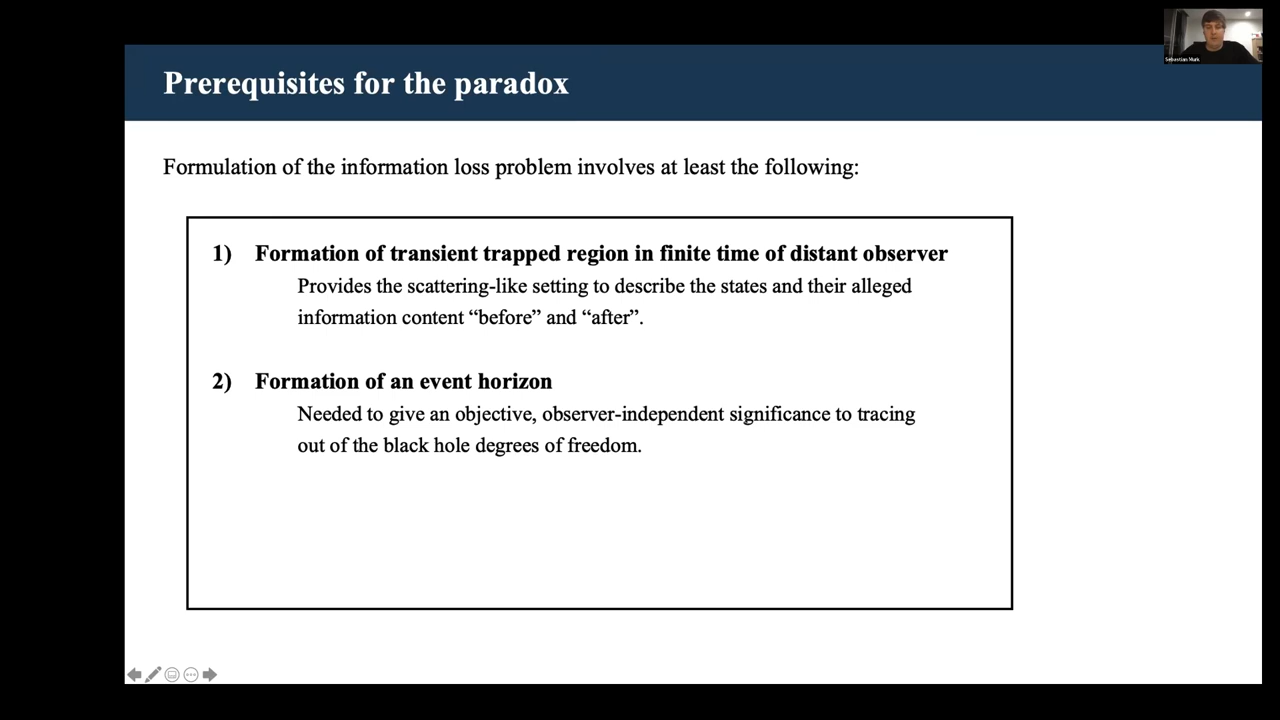 Sebastian Murk
Prerequisites for the paradox
Formulation of the information loss problem involves at least the following:
1) Formation of transient trapped region in finite time of distant observer
Provides the scattering-like setting to describe the states and their alleged
information content “before” and “after”.
2) Formation of an event horizon
Needed to give an objective, observer-independent significance to tracing
out of the black hole degrees of freedom.